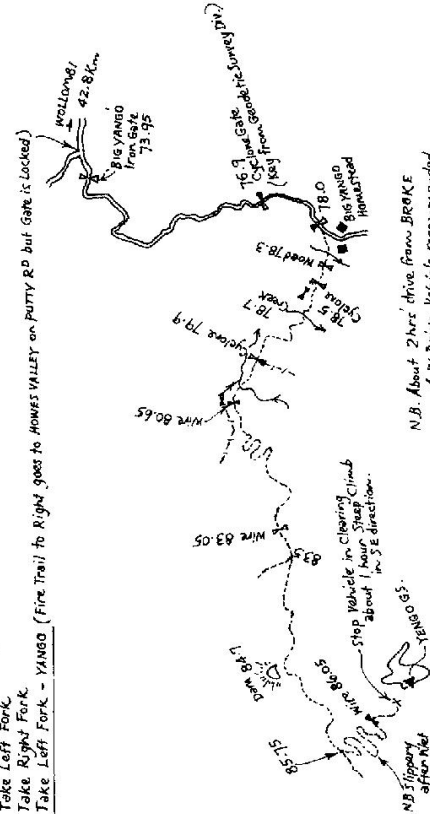 Take Left Fork
Take Right Fork
Take Left Fork - YANGO (Fire Trail to Right goes to HOWES VALLEY on PUTTY RD but Gate is Locked)
WOLLOMBI
42.8 Km
BIG YANGO
Iron Gate
73.95
76.9
Cyclone Gate
(Key from Geodetic Survey Div.)
78.0
BIG YANGO
Homestead
Wood 78.3
Cyclone
78.5
Creek
78.7
Cyclone 79.9
Wire 80.65
Wire 83.05
83.5
Dam 84.7
85.75
Wire 86.05
Stop Vehicle in Clearing
about 1 hour Steep Climb
in S E direction.
YENGO GS.
NB Slippery
after Wet
N.B. About 2 hrs' drive from BROKE